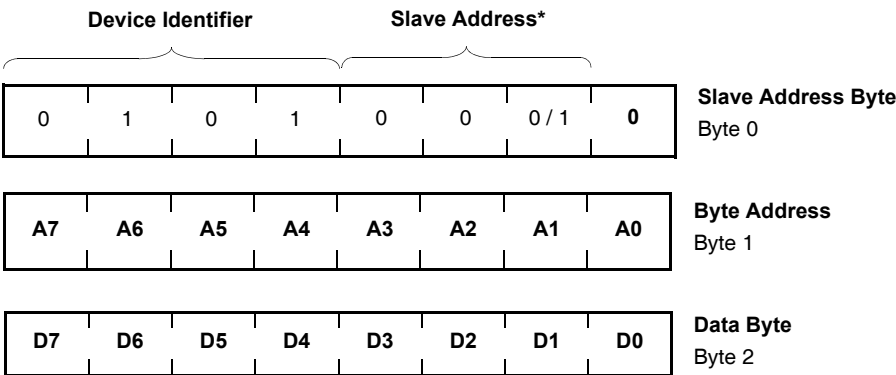 Device Identifier Slave Address*
0 1 0 1 0 0 0 / 1 0 Slave Address Byte
Byte 0
A7 A6 A5 A4 A3 A2 A1 A0 Byte Address
Byte 1
D7 D6 D5 D4 D3 D2 D1 D0 Data Byte
Byte 2